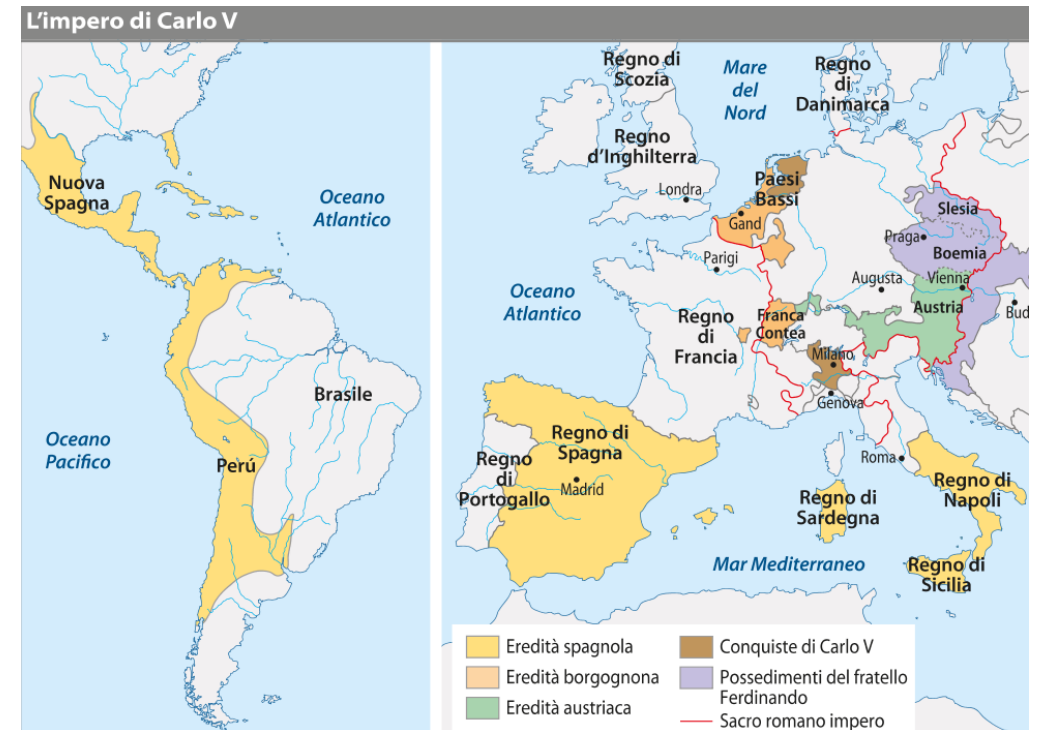 L'impero di Carlo V
Nuova
Spagna
Oceano
Atlantico
Brasile
Oceano
Pacifico
Perú
Regno di
Scozia
Mare
del
Nord
Regno
di
Danimarca
Regno
d'Inghilterra
Londra
Paesi
Bassi
Gand
Slesia
Praga
Boemia
Parigi
Augusta
Vienna
Oceano
Atlantico
Austria
Bud
Regno
di
Francia
Franca
Contea
Milano
Genova
Regno di
Spagna
Regno
di
Portogallo
Madrid
Roma
Regno di
Napoli
Regno di
Sardegna
Mar Mediterraneo
Regno di
Sicilia
Eredità spagnola
Eredità borgognona
Eredità austriaca
Conquiste di Carlo V
Possedimenti del fratello
Ferdinando
Sacro romano impero